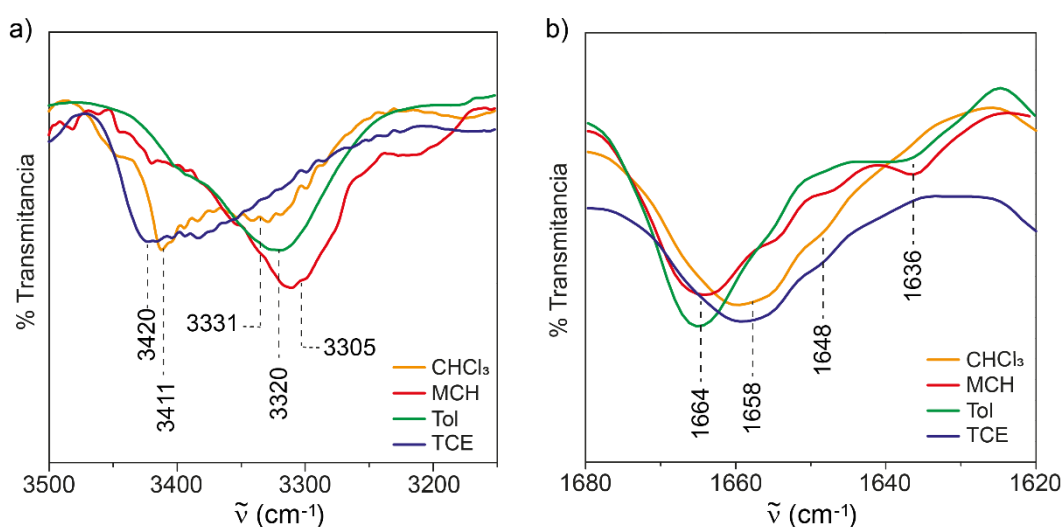 a)
% Transmitancia
3420
3411
3331
3320
3305
CHCl₃
MCH
Tol
TCE
3500
3400
3300
3200
ṽ (cm⁻¹)
b)
% Transmitancia
1664
1658
1648
1636
CHCl₃
MCH
Tol
TCE
1680
1660
1640
1620
ṽ (cm⁻¹)